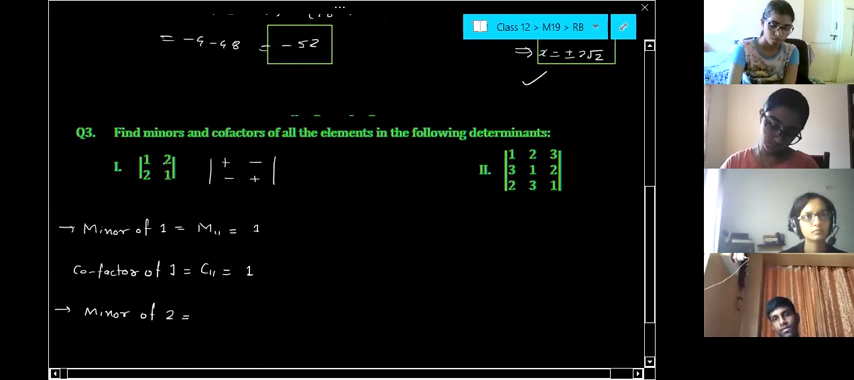 Class 12 > M19 > RB
= -4 -48 = -52
⇒ x = ±2√2
Q3. Find minors and cofactors of all the elements in the following determinants:
I. |1 2| | + − |
|2 1| | − + |
II. |1 2 3|
|3 1 2|
|2 3 1|
→ Minor of 1 = M₁₁ = 1
Co-factor of 1 = C₁₁ = 1
→ Minor of 2 =